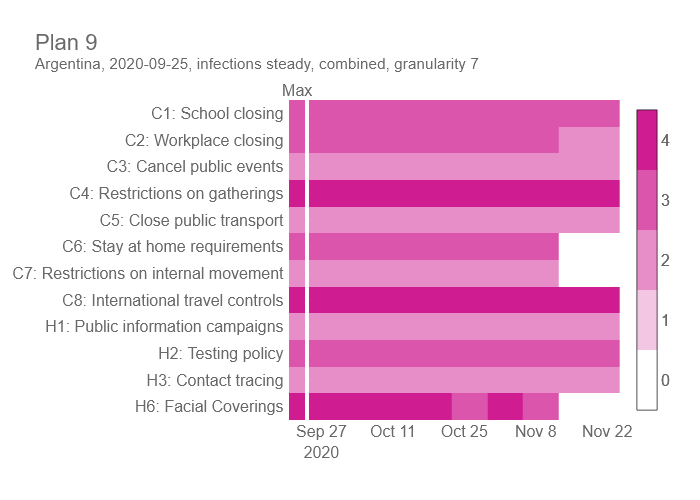 Plan 9
Argentina, 2020-09-25, infections steady, combined, granularity 7
Max
C1: School closing
C2: Workplace closing
C3: Cancel public events
C4: Restrictions on gatherings
C5: Close public transport
C6: Stay at home requirements
C7: Restrictions on internal movement
C8: International travel controls
H1: Public information campaigns
H2: Testing policy
H3: Contact tracing
H6: Facial Coverings
Sep 27 Oct 11 Oct 25 Nov 8 Nov 22
2020
4
3
2
1
0